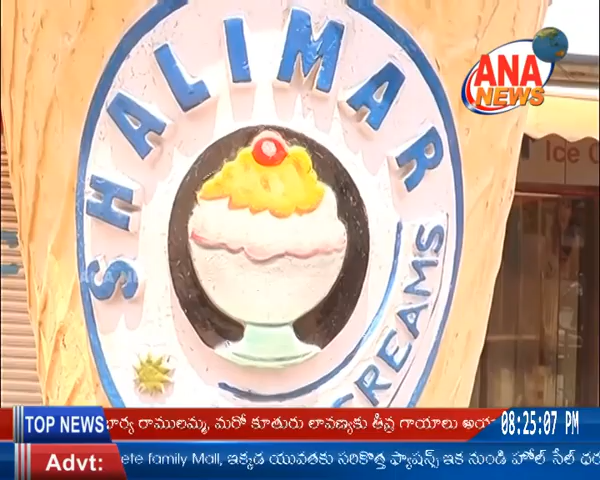 SHALIMAR
CREAMS
ANA
NEWS
Ice C
TOP NEWS
భార్య రాములమ్మ, మరో కూతురు లావణ్యకు తీవ్ర గాయాలు
08:25:07 PM
Advt:
ete family Mall, ఇక్కడ యువతకు సరికొత్త ఫ్యాషన్స్ ఇక నుండి హోల్ సేల్